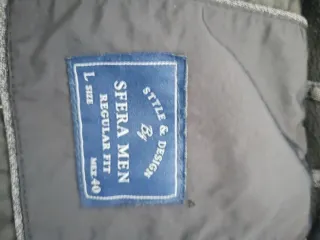 STYLE & DESIGN
By
SFERA MEN
REGULAR FIT
L SIZE
MEX 40